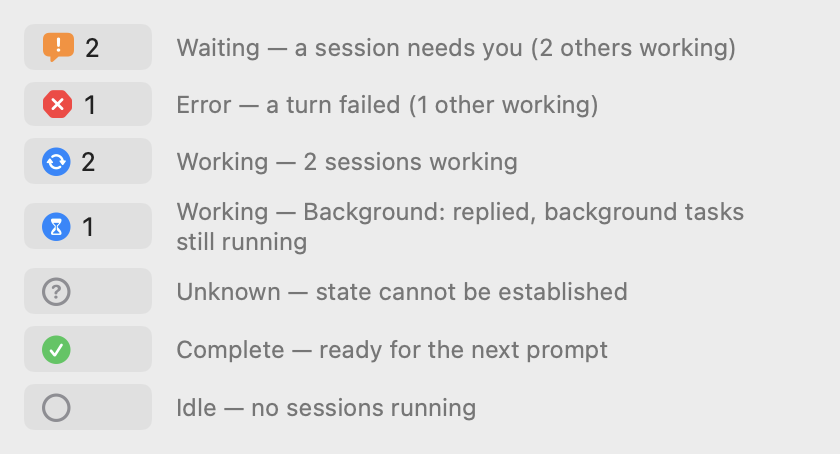 2 Waiting — a session needs you (2 others working)
1 Error — a turn failed (1 other working)
2 Working — 2 sessions working
1 Working — Background: replied, background tasks
still running
? Unknown — state cannot be established
Complete — ready for the next prompt
Idle — no sessions running